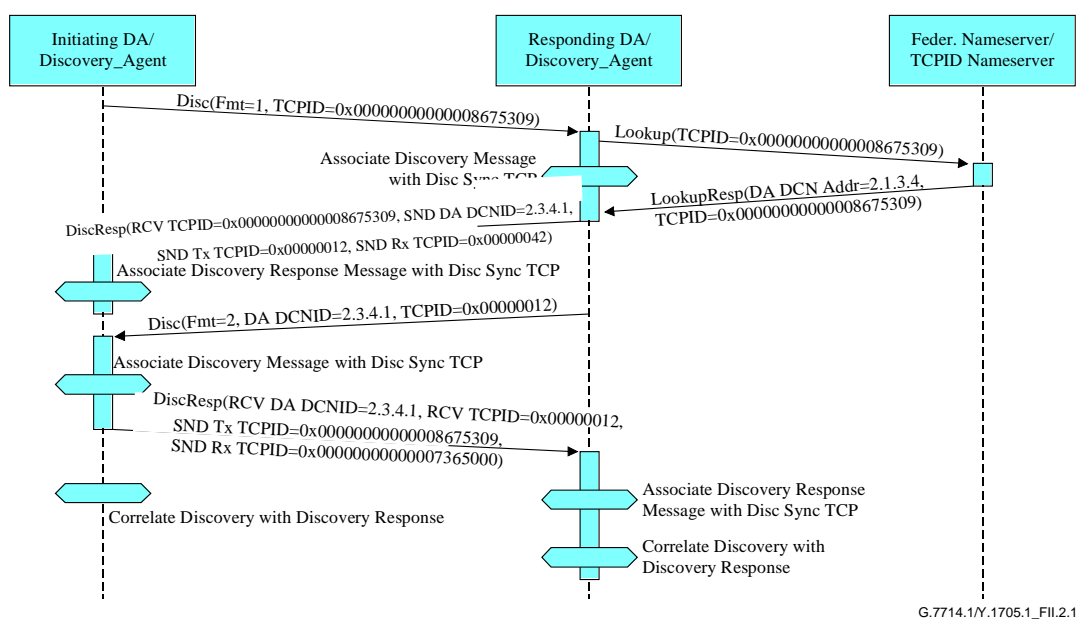 Initiating DA/
Discovery_Agent
Responding DA/
Discovery_Agent
Feder. Nameserver/
TCPID Nameserver
Disc(Fmt=1, TCPID=0x00000000000008675309)
Lookup(TCPID=0x00000000000008675309)
Associate Discovery Message
with Disc Sync TCP
LookupResp(DA DCN Addr=2.1.3.4,
TCPID=0x00000000000008675309)
DiscResp(RCV TCPID=0x00000000000008675309, SND DA DCNID=2.3.4.1,
SND Tx TCPID=0x00000012, SND Rx TCPID=0x00000042)
Associate Discovery Response Message with Disc Sync TCP
Disc(Fmt=2, DA DCNID=2.3.4.1, TCPID=0x00000012)
Associate Discovery Message with Disc Sync TCP
DiscResp(RCV DA DCNID=2.3.4.1, RCV TCPID=0x00000012,
SND Tx TCPID=0x00000000000008675309,
SND Rx TCPID=0x00000000000007365000)
Associate Discovery Response
Message with Disc Sync TCP
Correlate Discovery with Discovery Response
Correlate Discovery with
Discovery Response
G.7714.1/Y.1705.1_FII.2.1